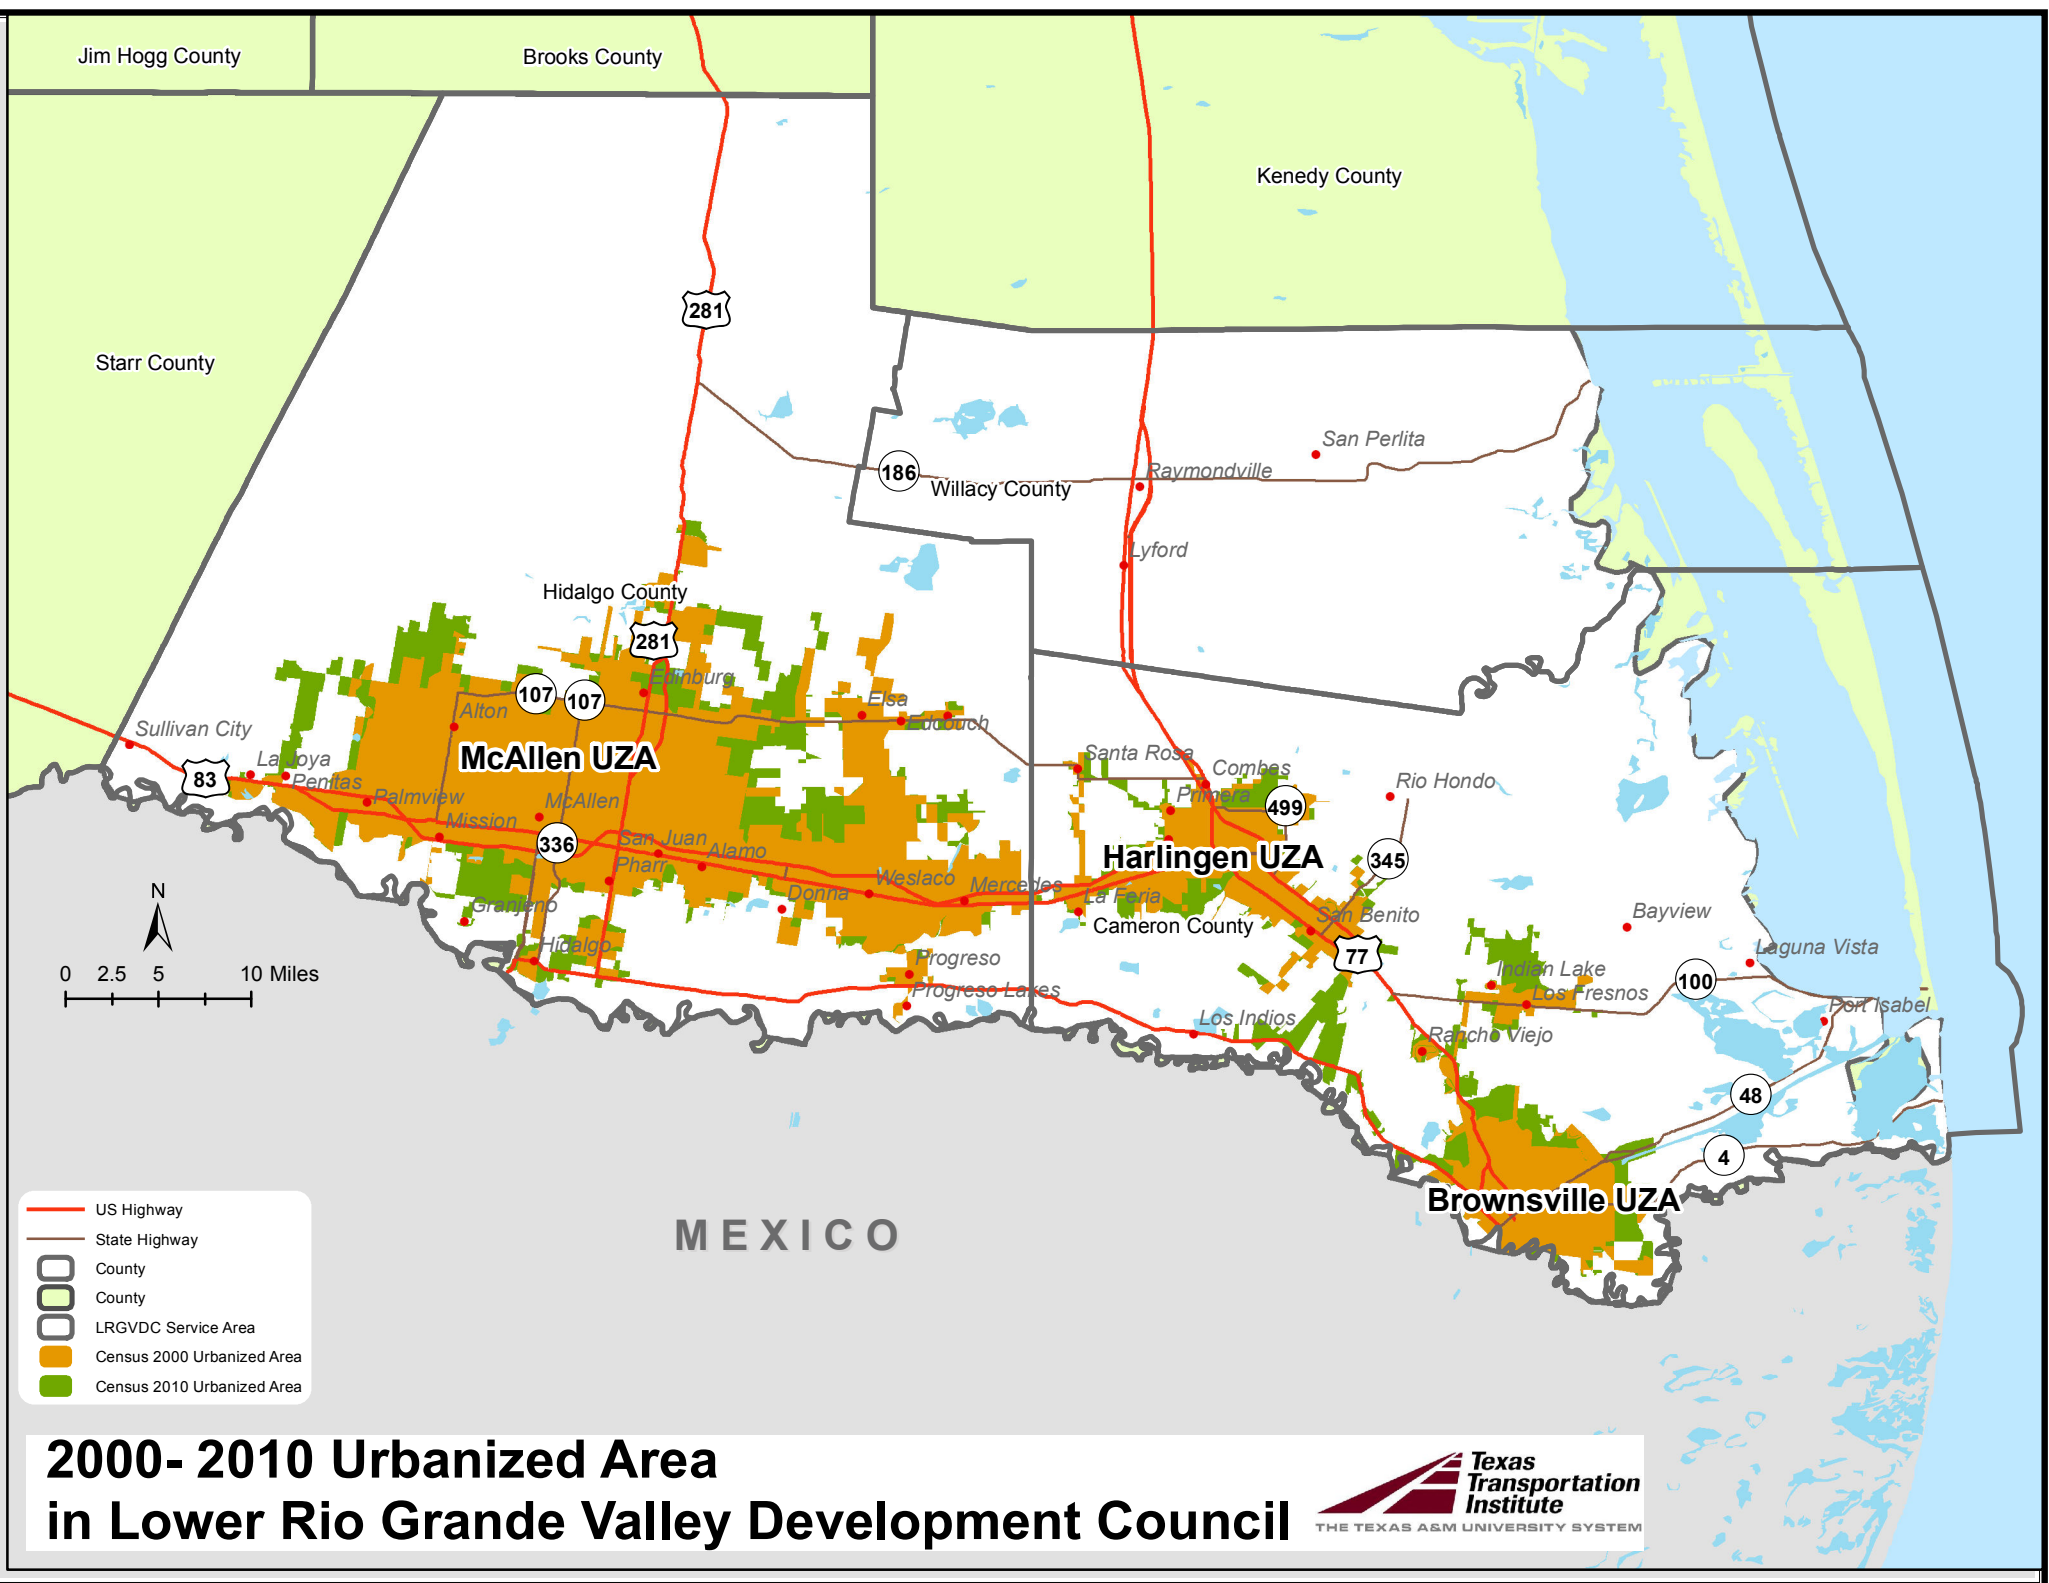 Jim Hogg County
Brooks County
Kenedy County
Starr County
281
San Perlita
186
Raymondville
Willacy County
Lyford
Hidalgo County
281
Edinburg
107
107
Alton
Elsa
Edcouch
Sullivan City
La Joya
McAllen UZA
Santa Rosa
Combes
83
Penitas
Palmview
McAllen
Primera
499
Rio Hondo
Mission
336
San Juan
Alamo
Pharr
Harlingen UZA
345
N
Granjeno
Donna
Weslaco
Mercedes
La Feria
Cameron County
San Benito
Bayview
Hidalgo
Progreso
77
Laguna Vista
0 2.5 5 10 Miles
Progreso Lakes
Indian Lake
Los Fresnos
100
Port Isabel
Los Indios
Rancho Viejo
48
4
Brownsville UZA
MEXICO
US Highway
State Highway
County
County
LRGVDC Service Area
Census 2000 Urbanized Area
Census 2010 Urbanized Area
2000- 2010 Urbanized Area
in Lower Rio Grande Valley Development Council
Texas
Transportation
Institute
THE TEXAS A&M UNIVERSITY SYSTEM